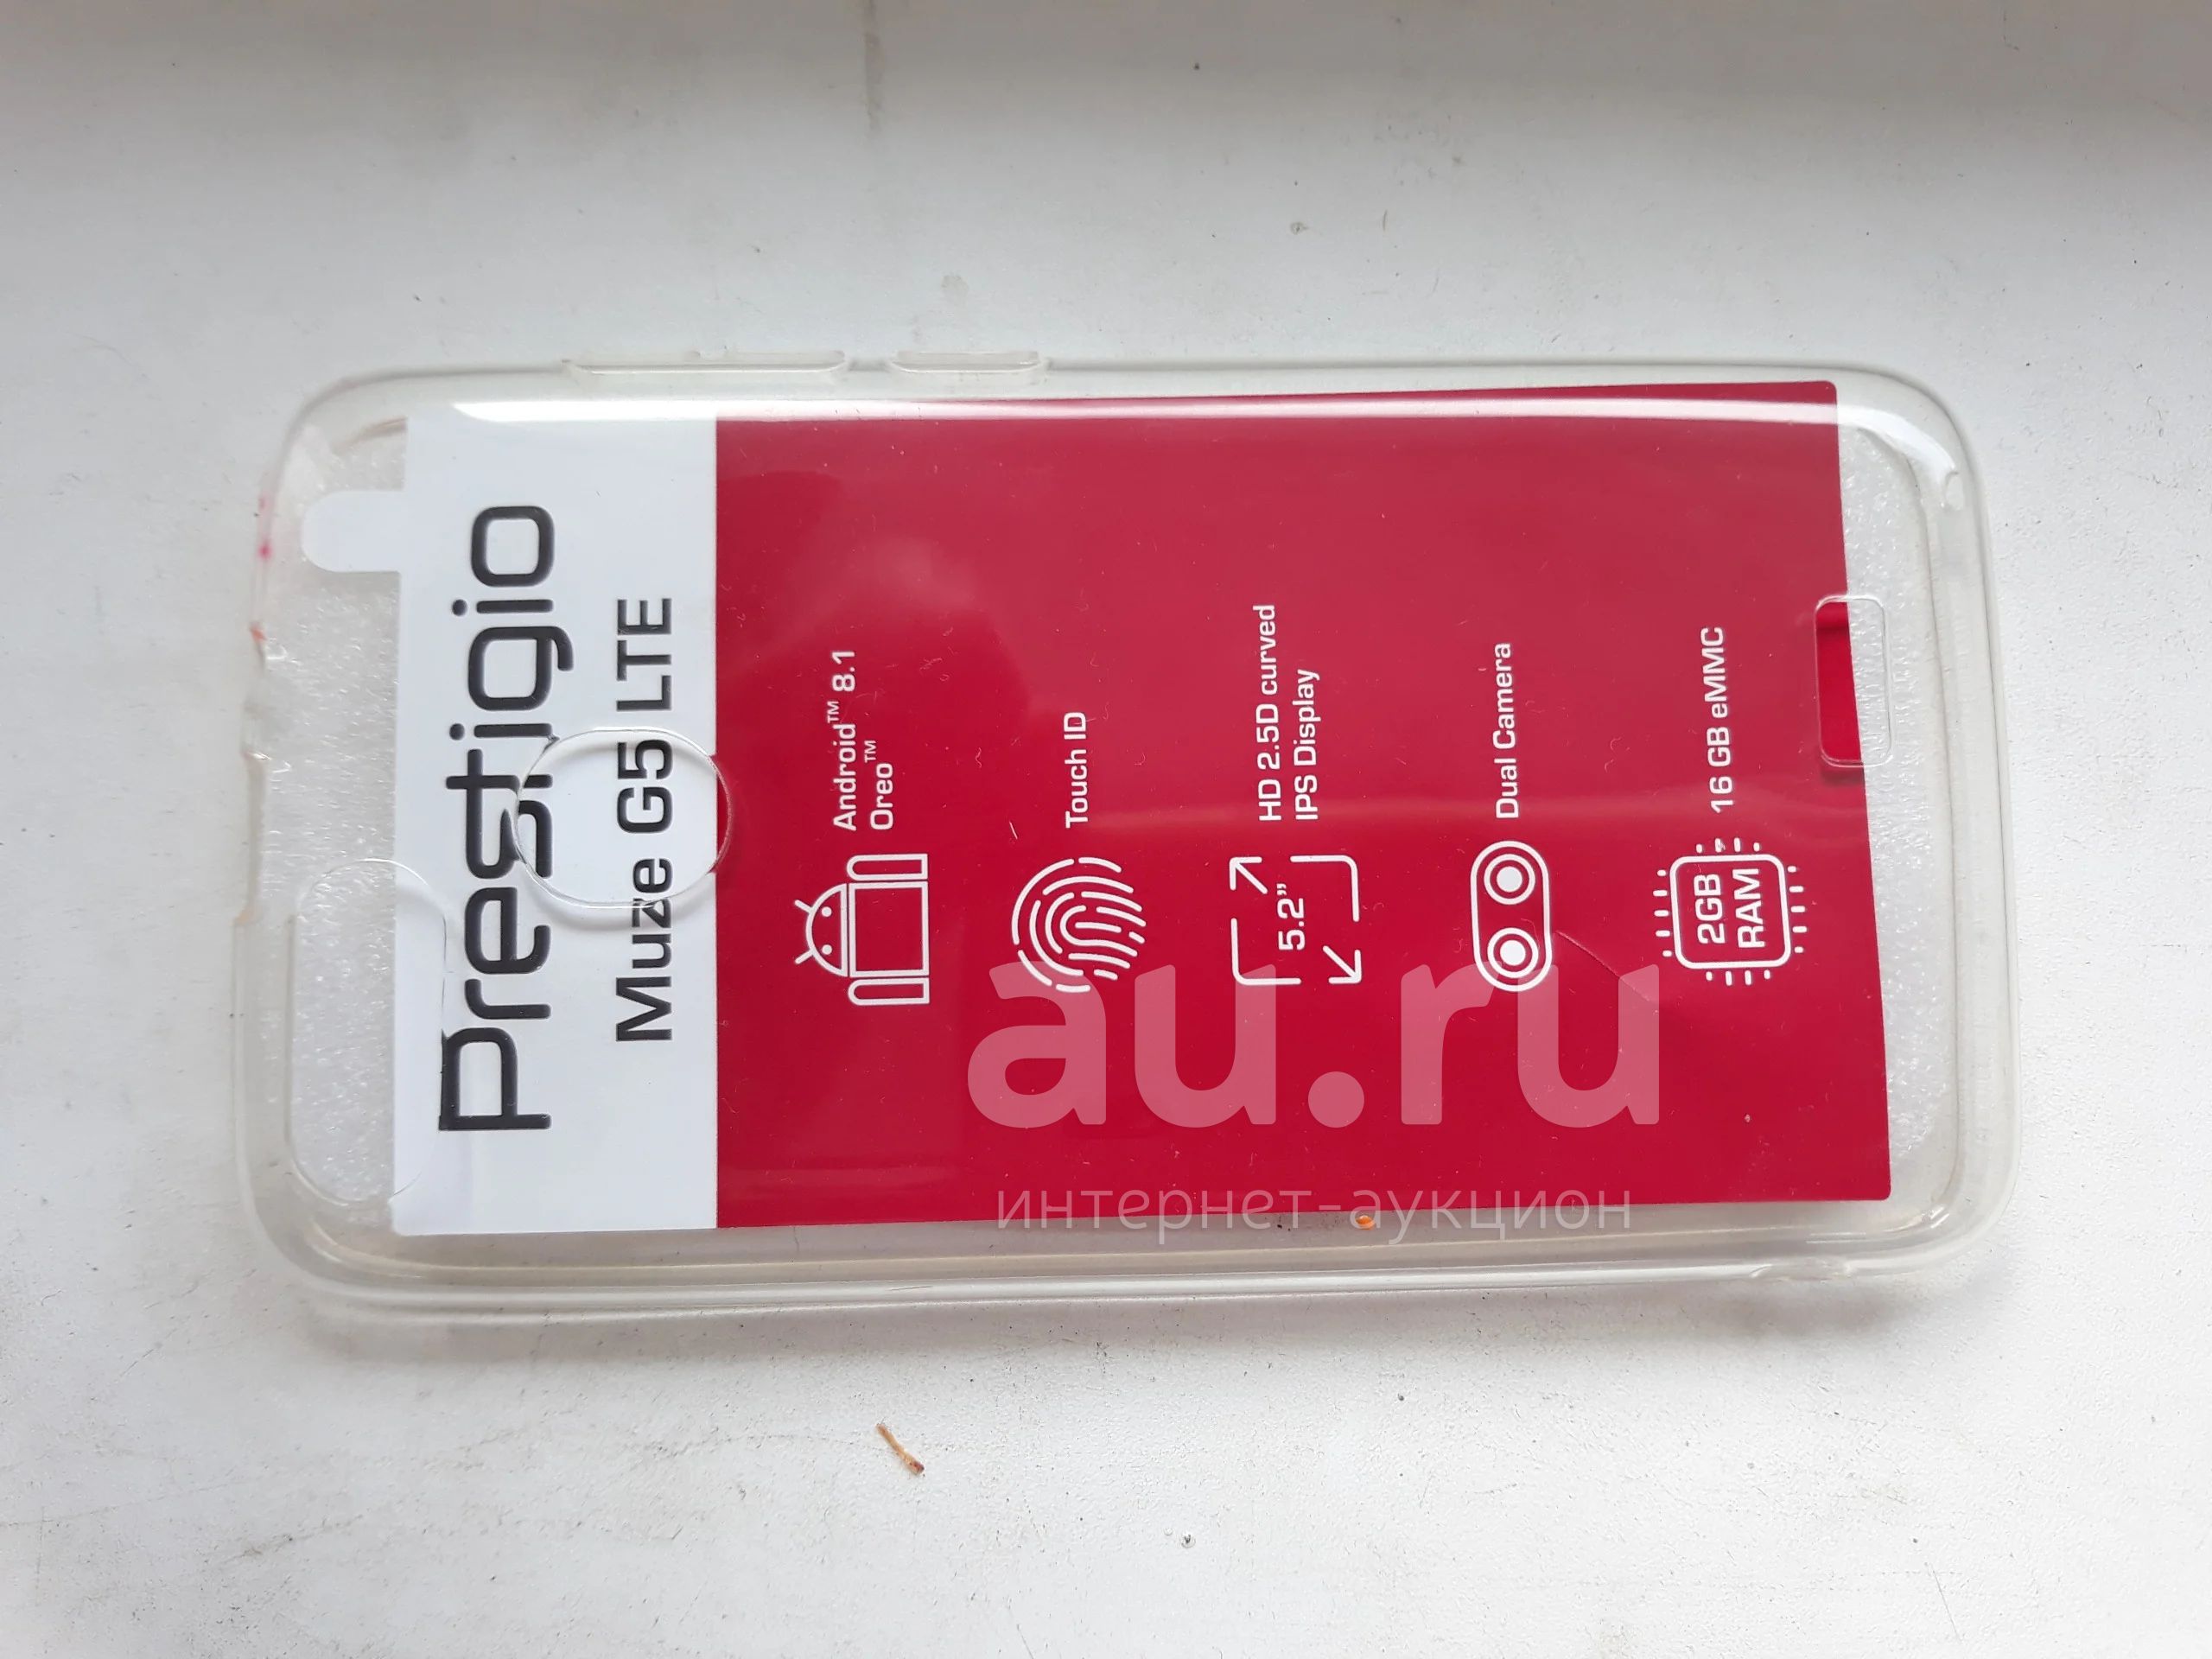 Prestigio
Muze G5 LTE
Android™ 8.1
Oreo™
Touch ID
5.2”
HD 2.5D curved
IPS Display
Dual Camera
2GB
RAM
, 16 GB eMMC
au.ru
интернет-аукцион